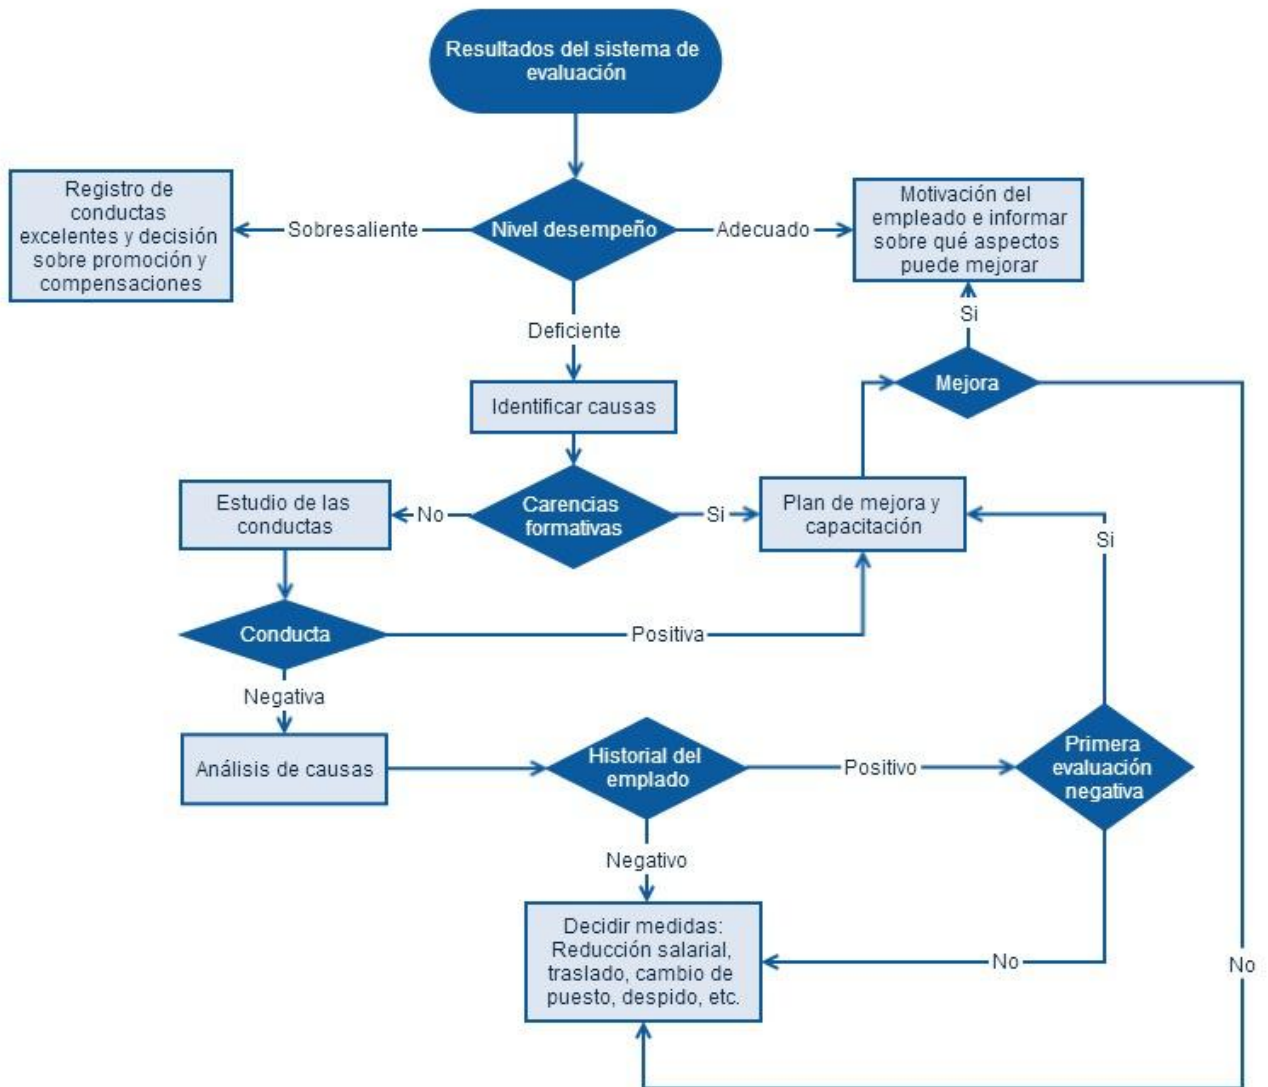 Resultados del sistema de
evaluación
Registro de
conductas
excelentes y decisión
sobre promoción y
compensaciones
Sobresaliente
Nivel desempeño
Adecuado
Motivación del
empleado e informar
sobre qué aspectos
puede mejorar
Deficiente
Si
Mejora
Identificar causas
Estudio de las
conductas
No
Carencias
formativas
Si
Plan de mejora y
capacitación
Si
Conducta
Positiva
Negativa
Análisis de causas
Historial del
emplado
Positivo
Primera
evaluación
negativa
Negativo
Decidir medidas:
Reducción salarial,
traslado, cambio de
puesto, despido, etc.
No
No